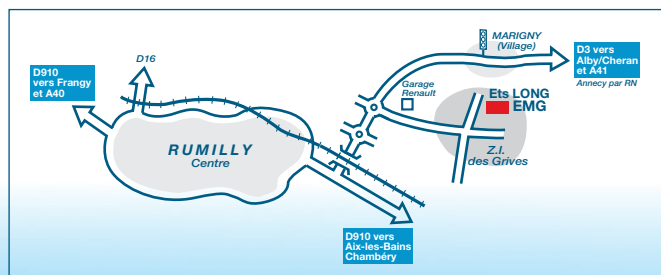 D910
vers Frangy
et A40
D16
RUMILLY
Centre
D910 vers
Aix-les-Bains
Chambéry
Garage
Renault
MARIGNY
(Village)
D3 vers
Alby/Cheran
et A41
Annecy par RN
Ets LONG
EMG
Z.I.
des Grives